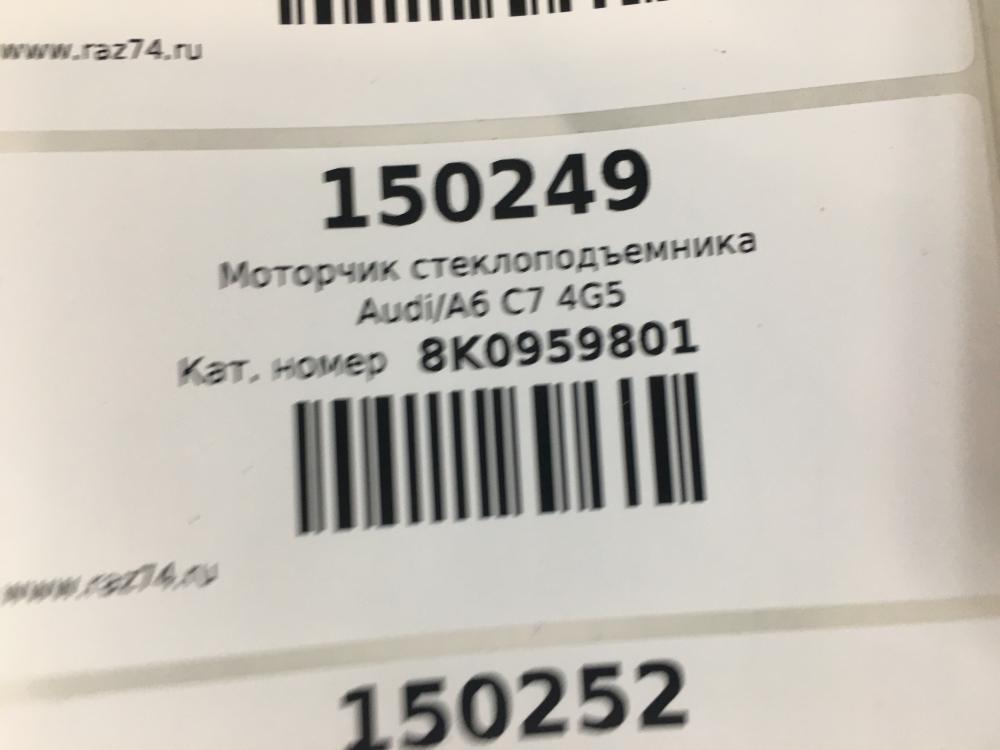 www.raz74.ru
150249
Моторчик стеклоподъемника
Audi/A6 C7 4G5
Кат. номер 8K0959801
www.raz74.ru
150252